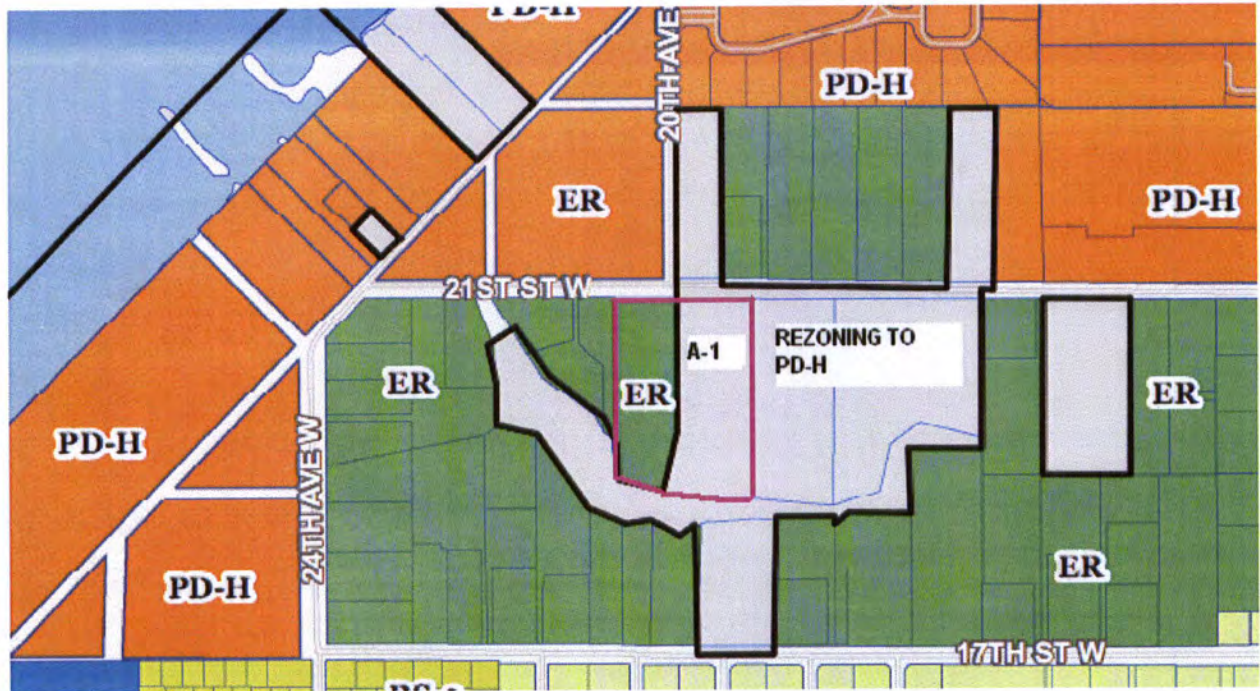 PD-H
20TH AVE
PD-H
ER
PD-H
21ST ST W
A-1
REZONING TO
PD-H
ER
ER
ER
PD-H
24TH AVE W
PD-H
ER
17TH ST W